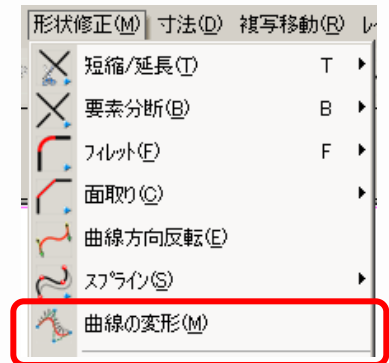 形状修正(M) 寸法(D) 複写移動(R) レ
短縮/延長(T) T
要素分断(B) B
フィレット(F) F
面取り(C)
曲線方向反転(E)
スプライン(S)
曲線の変形(M)